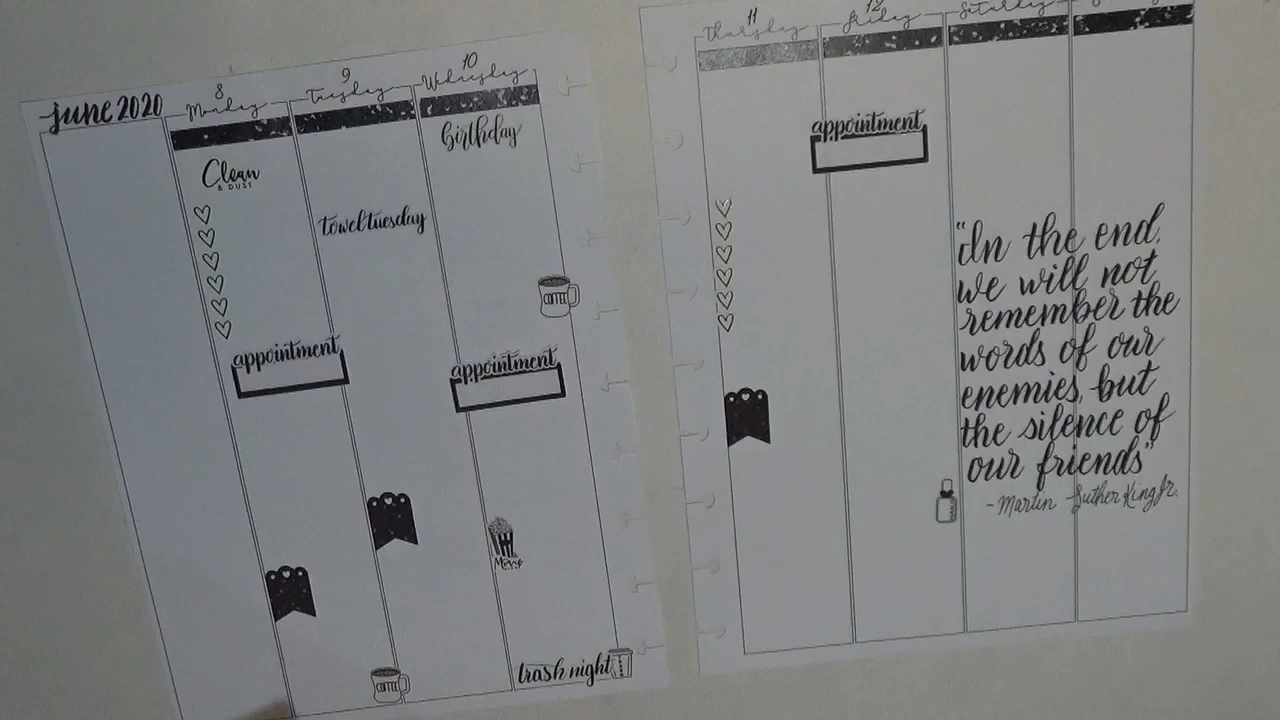 June 2020
8
Monday
9
Tuesday
10
Wednesday
Clean
& DUST
towel tuesday
birthday
COFFEE
appointment
appointment
Movie
COFFEE
trash night
11
Thursday
12
Friday
Saturday
appointment
"In the end,
we will not
remember the
words of our
enemies, but
the silence of
our friends"
- Martin Luther King Jr.